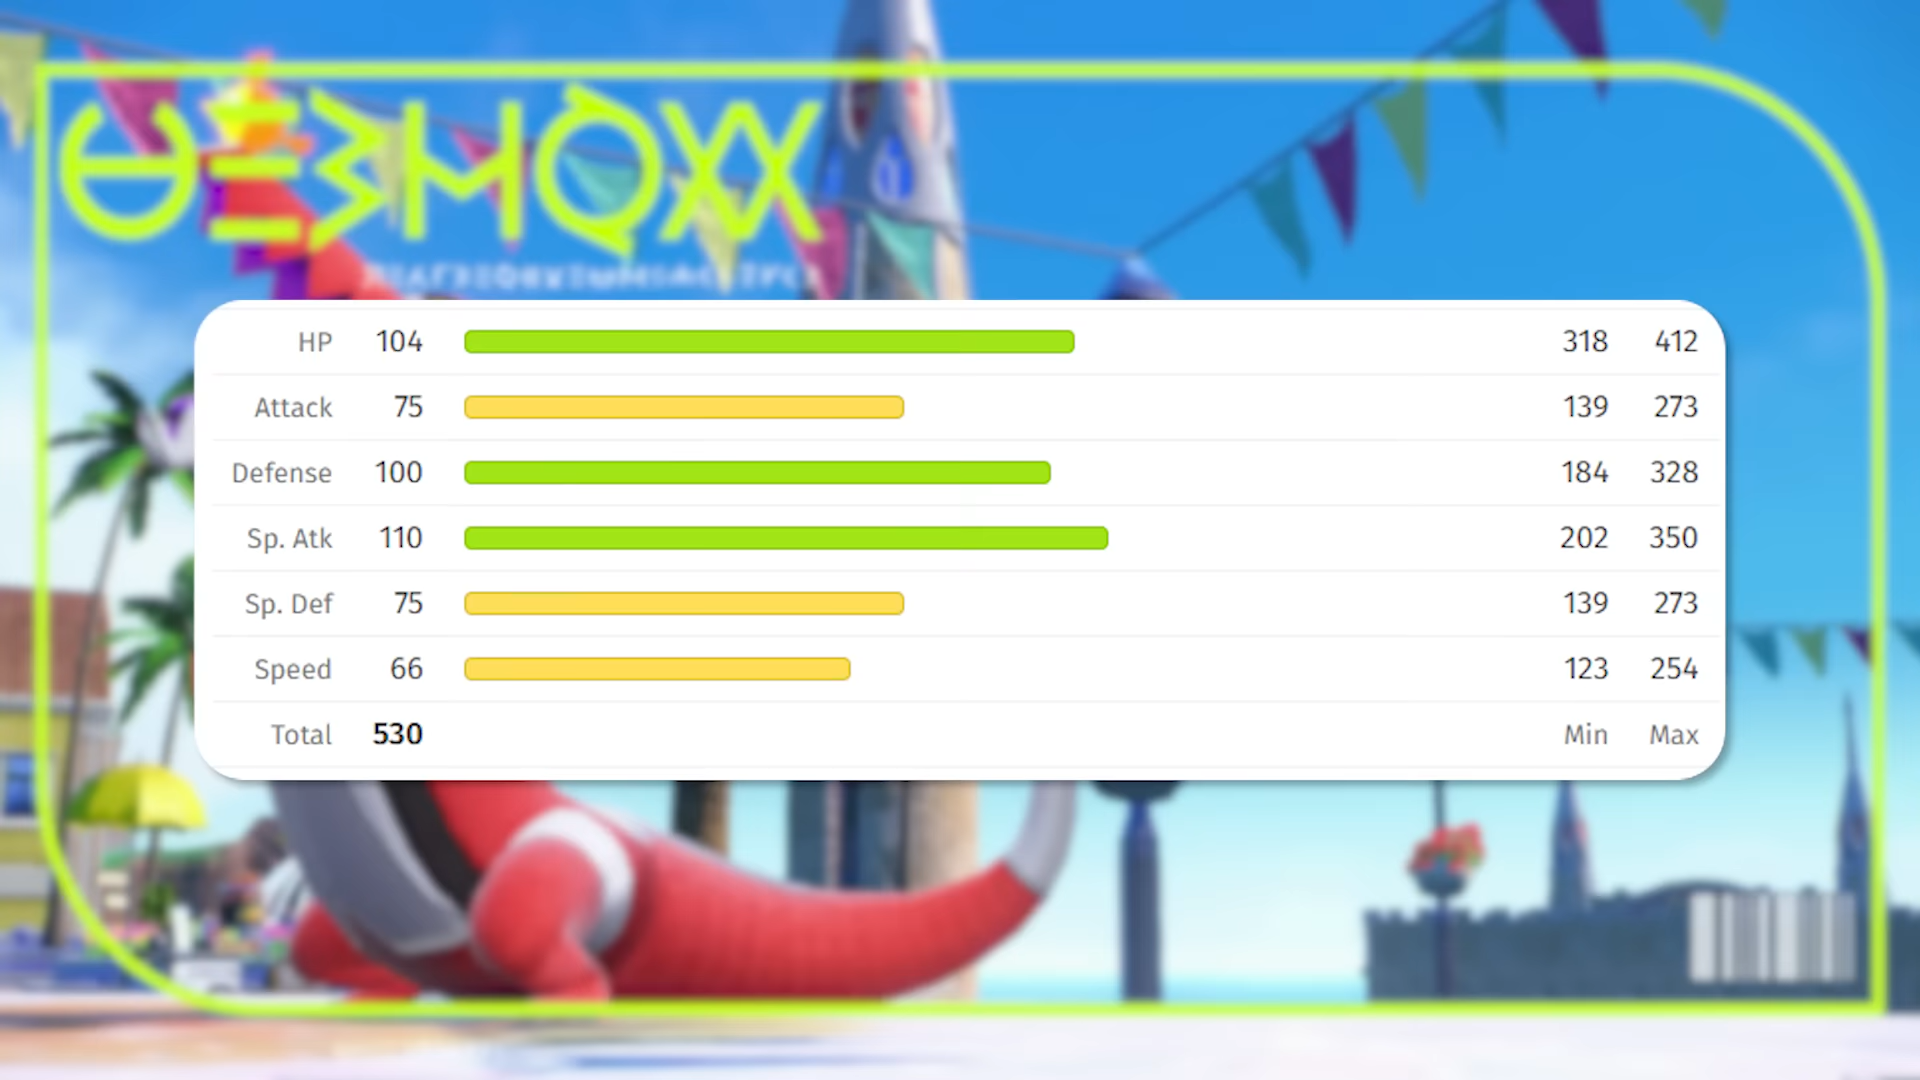 HP 104 318 412
Attack 75 139 273
Defense 100 184 328
Sp. Atk 110 202 350
Sp. Def 75 139 273
Speed 66 123 254
Total 530 Min Max